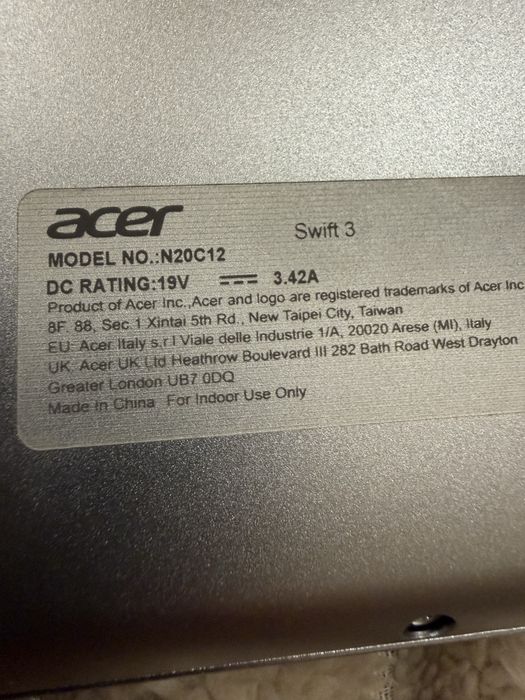 acer
Swift 3
MODEL NO.:N20C12
DC RATING:19V ⎓ 3.42A
Product of Acer Inc.,Acer and logo are registered trademarks of Acer Inc
8F, 88, Sec.1 Xintai 5th Rd., New Taipei City, Taiwan
EU: Acer Italy s.r.l Viale delle Industrie 1/A, 20020 Arese (MI), Italy
UK: Acer UK Ltd Heathrow Boulevard III 282 Bath Road West Drayton
Greater London UB7 0DQ
Made in China For Indoor Use Only